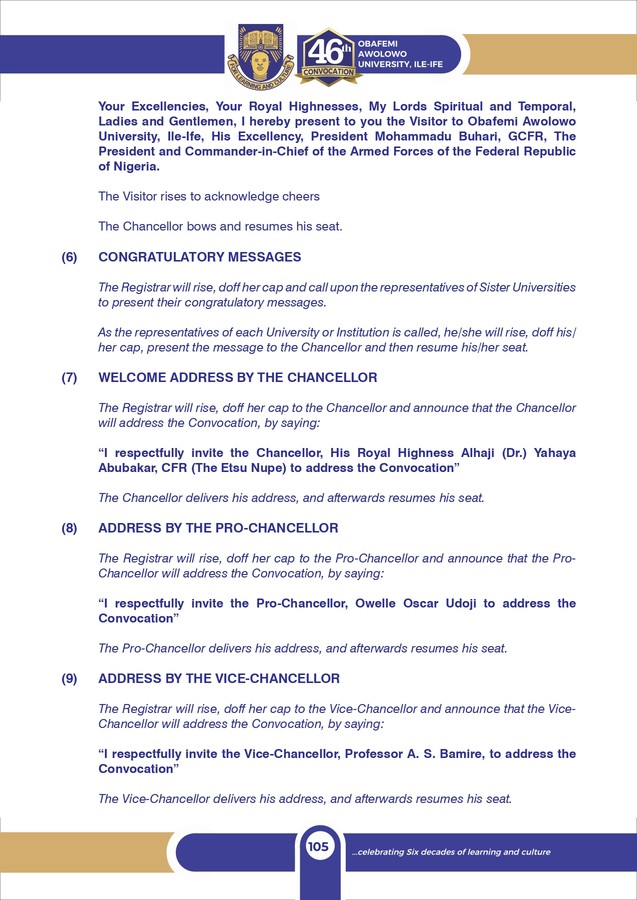 FOR LEARNING AND CULTURE
46th
CONVOCATION
OBAFEMI
AWOLOWO
UNIVERSITY, ILE-IFE
Your Excellencies, Your Royal Highnesses, My Lords Spiritual and Temporal,
Ladies and Gentlemen, I hereby present to you the Visitor to Obafemi Awolowo
University, Ile-Ife, His Excellency, President Mohammadu Buhari, GCFR, The
President and Commander-in-Chief of the Armed Forces of the Federal Republic
of Nigeria.
The Visitor rises to acknowledge cheers
The Chancellor bows and resumes his seat.
(6) CONGRATULATORY MESSAGES
The Registrar will rise, doff her cap and call upon the representatives of Sister Universities
to present their congratulatory messages.
As the representatives of each University or Institution is called, he/she will rise, doff his/
her cap, present the message to the Chancellor and then resume his/her seat.
(7) WELCOME ADDRESS BY THE CHANCELLOR
The Registrar will rise, doff her cap to the Chancellor and announce that the Chancellor
will address the Convocation, by saying:
“I respectfully invite the Chancellor, His Royal Highness Alhaji (Dr.) Yahaya
Abubakar, CFR (The Etsu Nupe) to address the Convocation”
The Chancellor delivers his address, and afterwards resumes his seat.
(8) ADDRESS BY THE PRO-CHANCELLOR
The Registrar will rise, doff her cap to the Pro-Chancellor and announce that the Pro-
Chancellor will address the Convocation, by saying:
“I respectfully invite the Pro-Chancellor, Owelle Oscar Udoji to address the
Convocation”
The Pro-Chancellor delivers his address, and afterwards resumes his seat.
(9) ADDRESS BY THE VICE-CHANCELLOR
The Registrar will rise, doff her cap to the Vice-Chancellor and announce that the Vice-
Chancellor will address the Convocation, by saying:
“I respectfully invite the Vice-Chancellor, Professor A. S. Bamire, to address the
Convocation”
The Vice-Chancellor delivers his address, and afterwards resumes his seat.
105
...celebrating Six decades of learning and culture